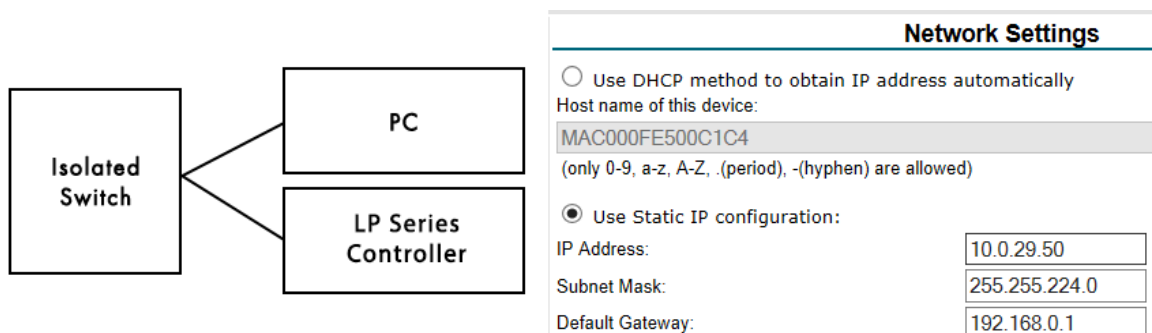 Isolated
Switch
PC
LP Series
Controller
Network Settings
Use DHCP method to obtain IP address automatically
Host name of this device:
MAC000FE500C1C4
(only 0-9, a-z, A-Z, .(period), -(hyphen) are allowed)
Use Static IP configuration:
IP Address: 10.0.29.50
Subnet Mask: 255.255.224.0
Default Gateway: 192.168.0.1